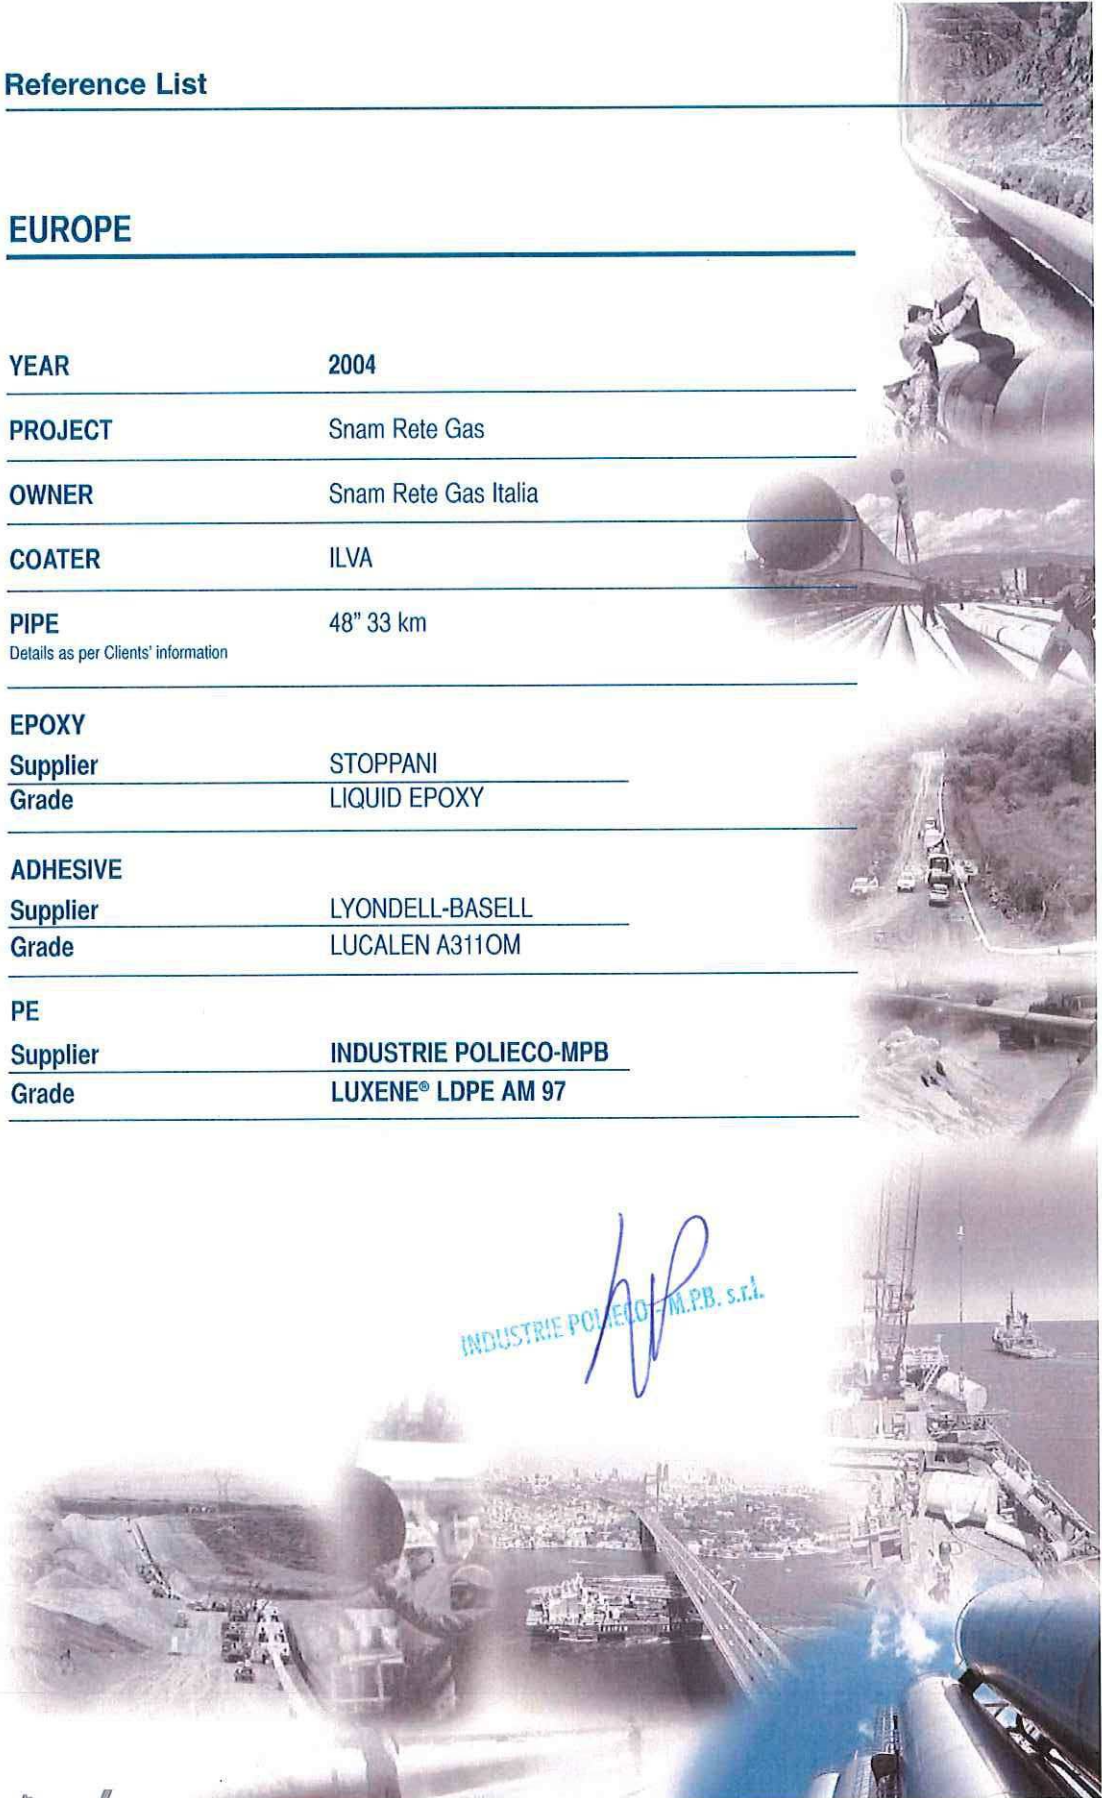 Reference List
EUROPE
YEAR 2004
PROJECT Snam Rete Gas
OWNER Snam Rete Gas Italia
COATER ILVA
PIPE 48” 33 km
Details as per Clients' information
EPOXY
Supplier STOPPANI
Grade LIQUID EPOXY
ADHESIVE
Supplier LYONDELL-BASELL
Grade LUCALEN A311OM
PE
Supplier INDUSTRIE POLIECO-MPB
Grade LUXENE® LDPE AM 97
INDUSTRIE POLIECO - M.P.B. s.r.l.